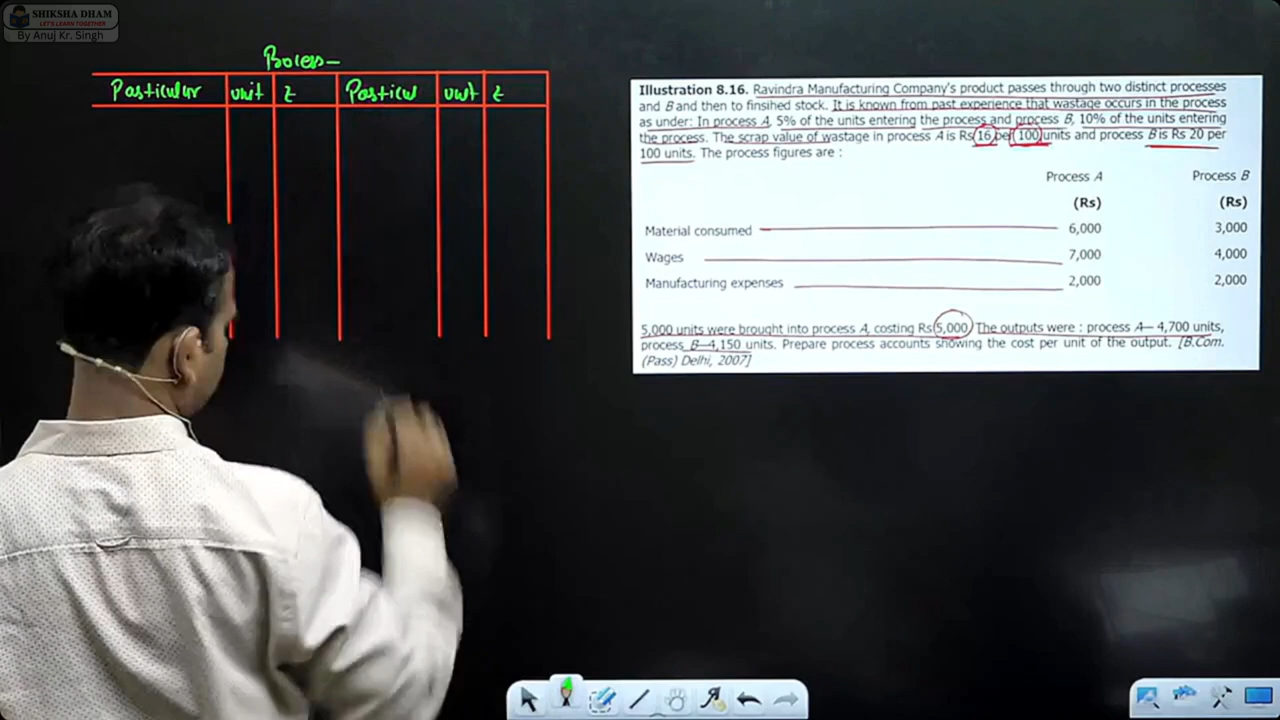 SHIKSHA DHAM
LET'S LEARN TOGETHER
By Anuj Kr. Singh
Process-
Particular unit ₹ Particul unit ₹
Illustration 8.16. Ravindra Manufacturing Company's product passes through two distinct processes
and B and then to finsihed stock. It is known from past experience that wastage occurs in the process
as under: In process A, 5% of the units entering the process and process B, 10% of the units entering
the process. The scrap value of wastage in process A is Rs 16 per 100 units and process B is Rs 20 per
100 units. The process figures are :
Process A Process B
(Rs) (Rs)
Material consumed 6,000 3,000
Wages 7,000 4,000
Manufacturing expenses 2,000 2,000
5,000 units were brought into process A, costing Rs 5,000. The outputs were : process A— 4,700 units,
process B—4,150 units. Prepare process accounts showing the cost per unit of the output. [B.Com.
(Pass) Delhi, 2007]